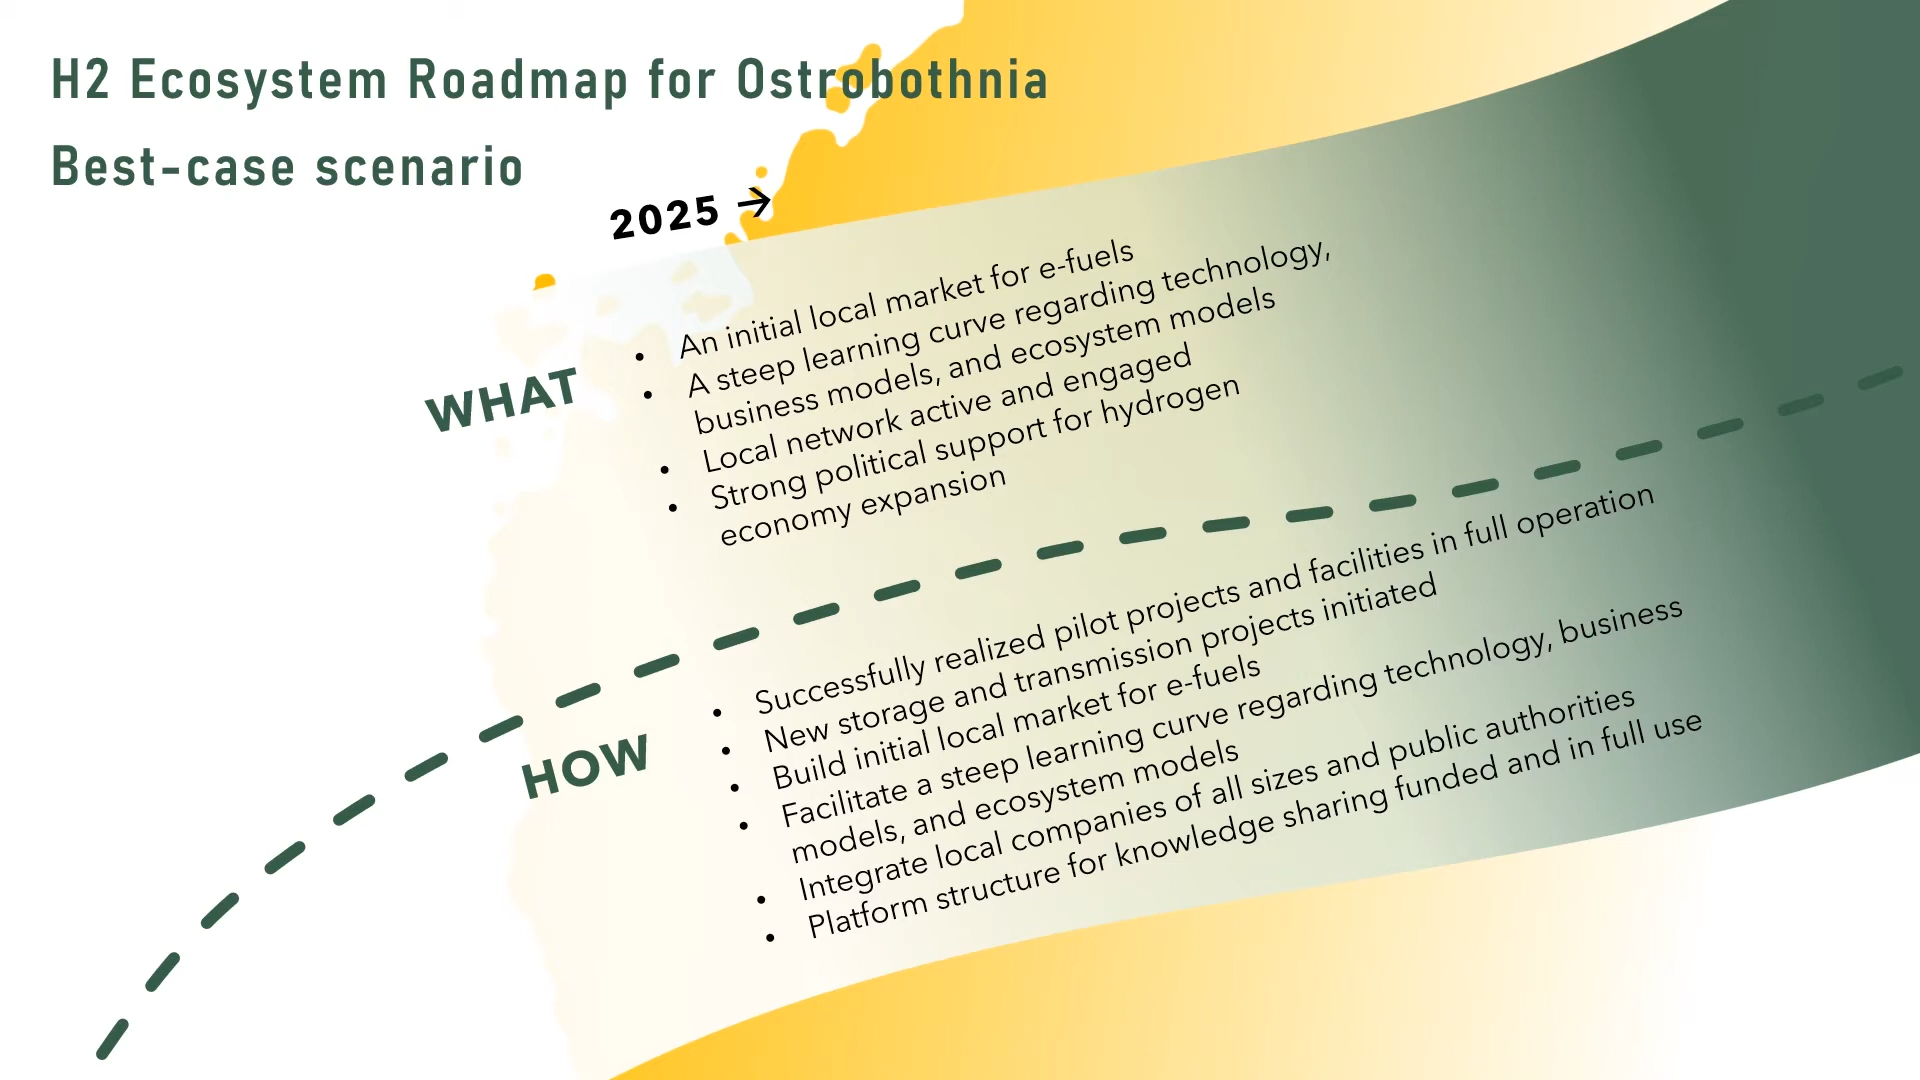 H2 Ecosystem Roadmap for Ostrobothnia
Best-case scenario
2025 →
WHAT
• An initial local market for e-fuels
• A steep learning curve regarding technology,
business models, and ecosystem models
• Local network active and engaged
• Strong political support for hydrogen
economy expansion
HOW
• Successfully realized pilot projects and facilities in full operation
• New storage and transmission projects initiated
• Build initial local market for e-fuels
• Facilitate a steep learning curve regarding technology, business
models, and ecosystem models
• Integrate local companies of all sizes and public authorities
• Platform structure for knowledge sharing funded and in full use